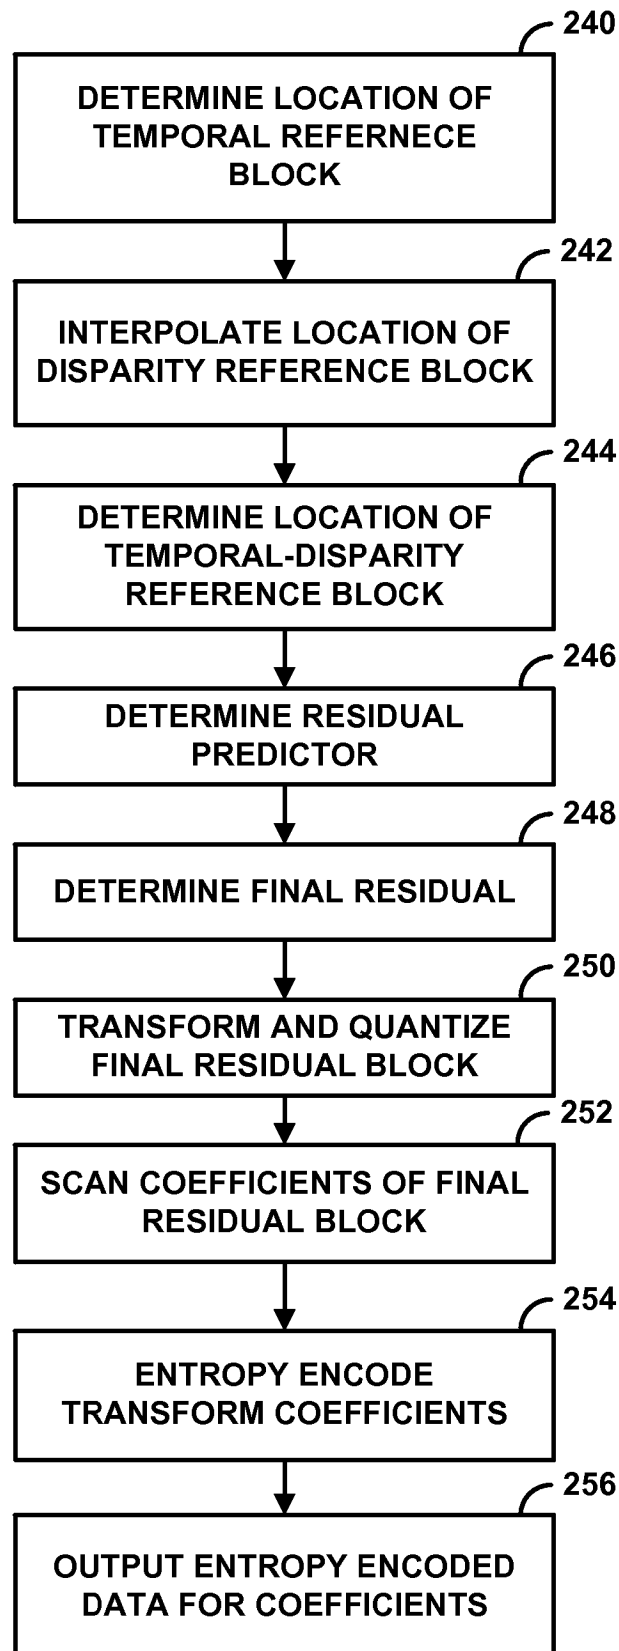 240
DETERMINE LOCATION OF
TEMPORAL REFERNECE
BLOCK
242
INTERPOLATE LOCATION OF
DISPARITY REFERENCE BLOCK
244
DETERMINE LOCATION OF
TEMPORAL-DISPARITY
REFERENCE BLOCK
246
DETERMINE RESIDUAL
PREDICTOR
248
DETERMINE FINAL RESIDUAL
250
TRANSFORM AND QUANTIZE
FINAL RESIDUAL BLOCK
252
SCAN COEFFICIENTS OF FINAL
RESIDUAL BLOCK
254
ENTROPY ENCODE
TRANSFORM COEFFICIENTS
256
OUTPUT ENTROPY ENCODED
DATA FOR COEFFICIENTS